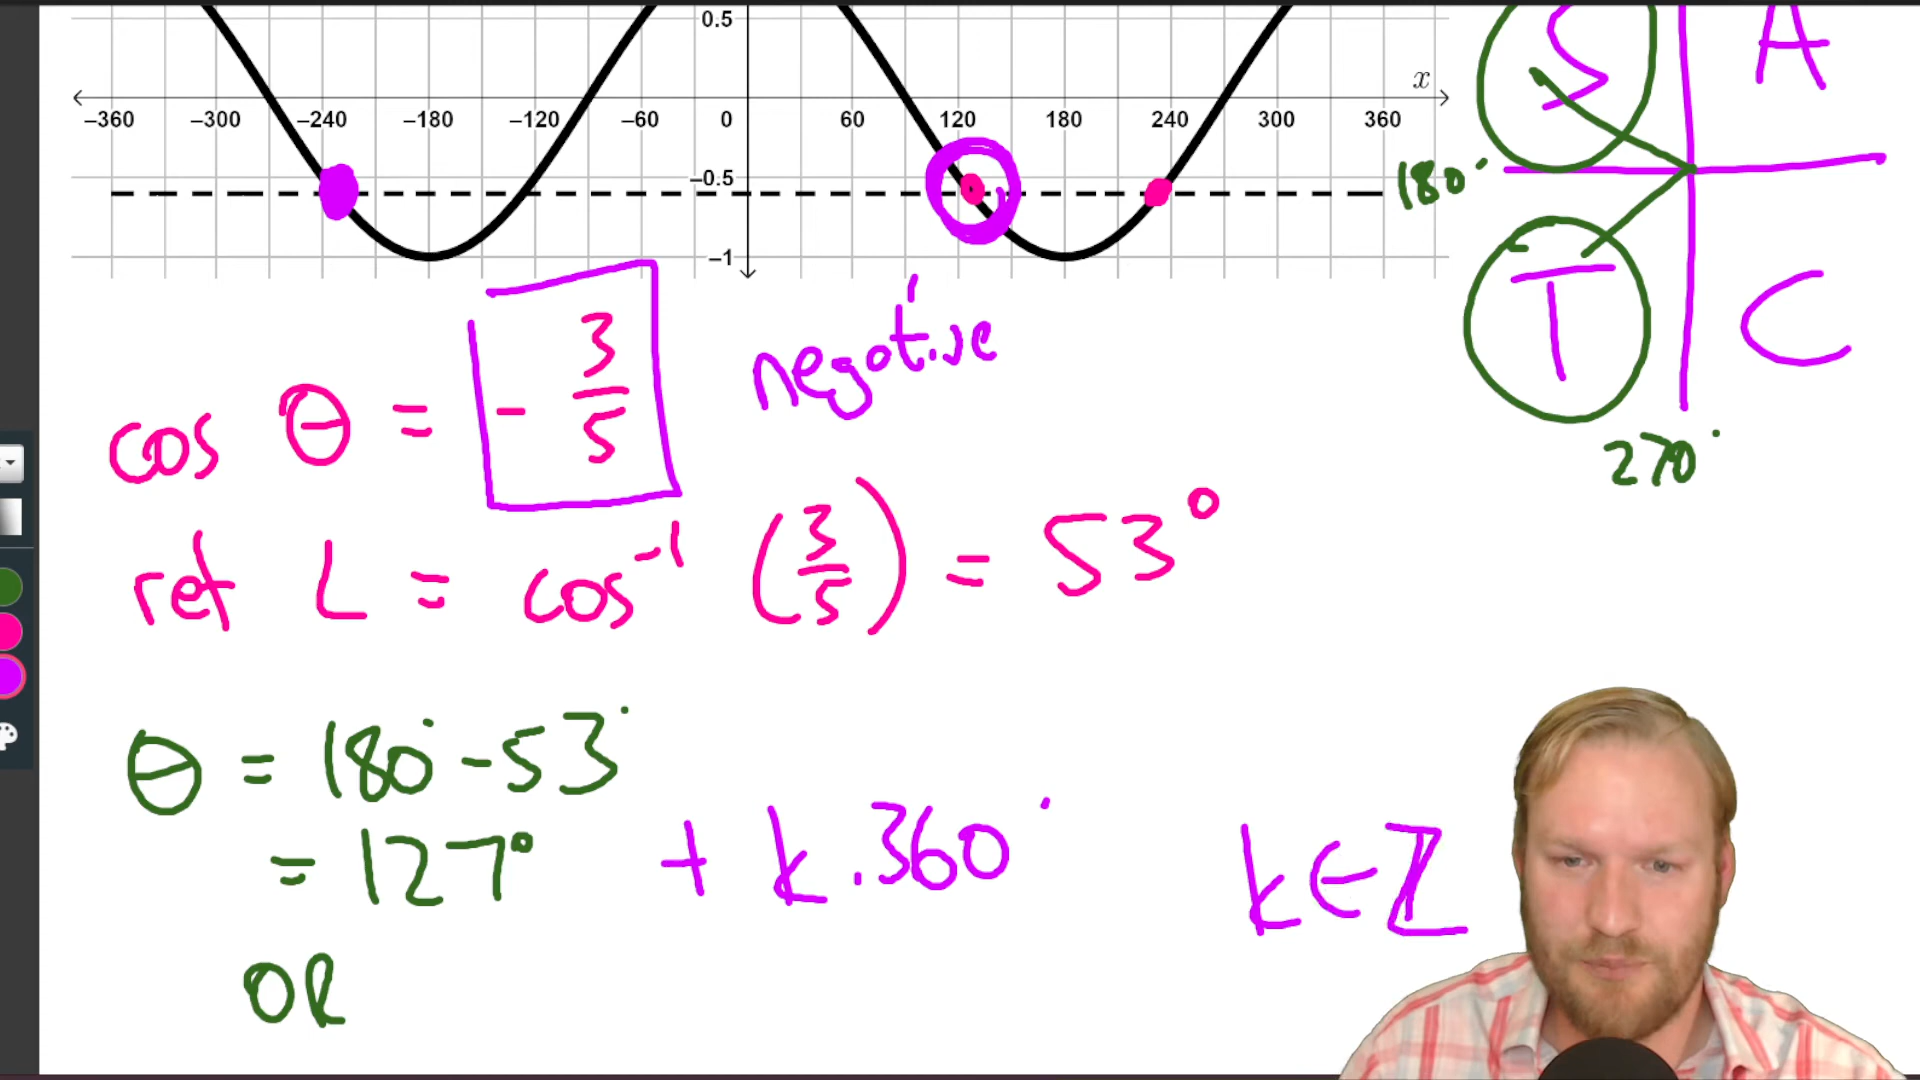 0.5
S A
x
–360 –300 –240 –180 –120 –60 0 60 120 180 240 300 360
–0.5
180°
–1
T C
negative
cos θ = - 3/5
270°
ref L = cos⁻¹ (3/5) = 53°
θ = 180° - 53°
= 127° + k.360° k ∈ ℤ
OR